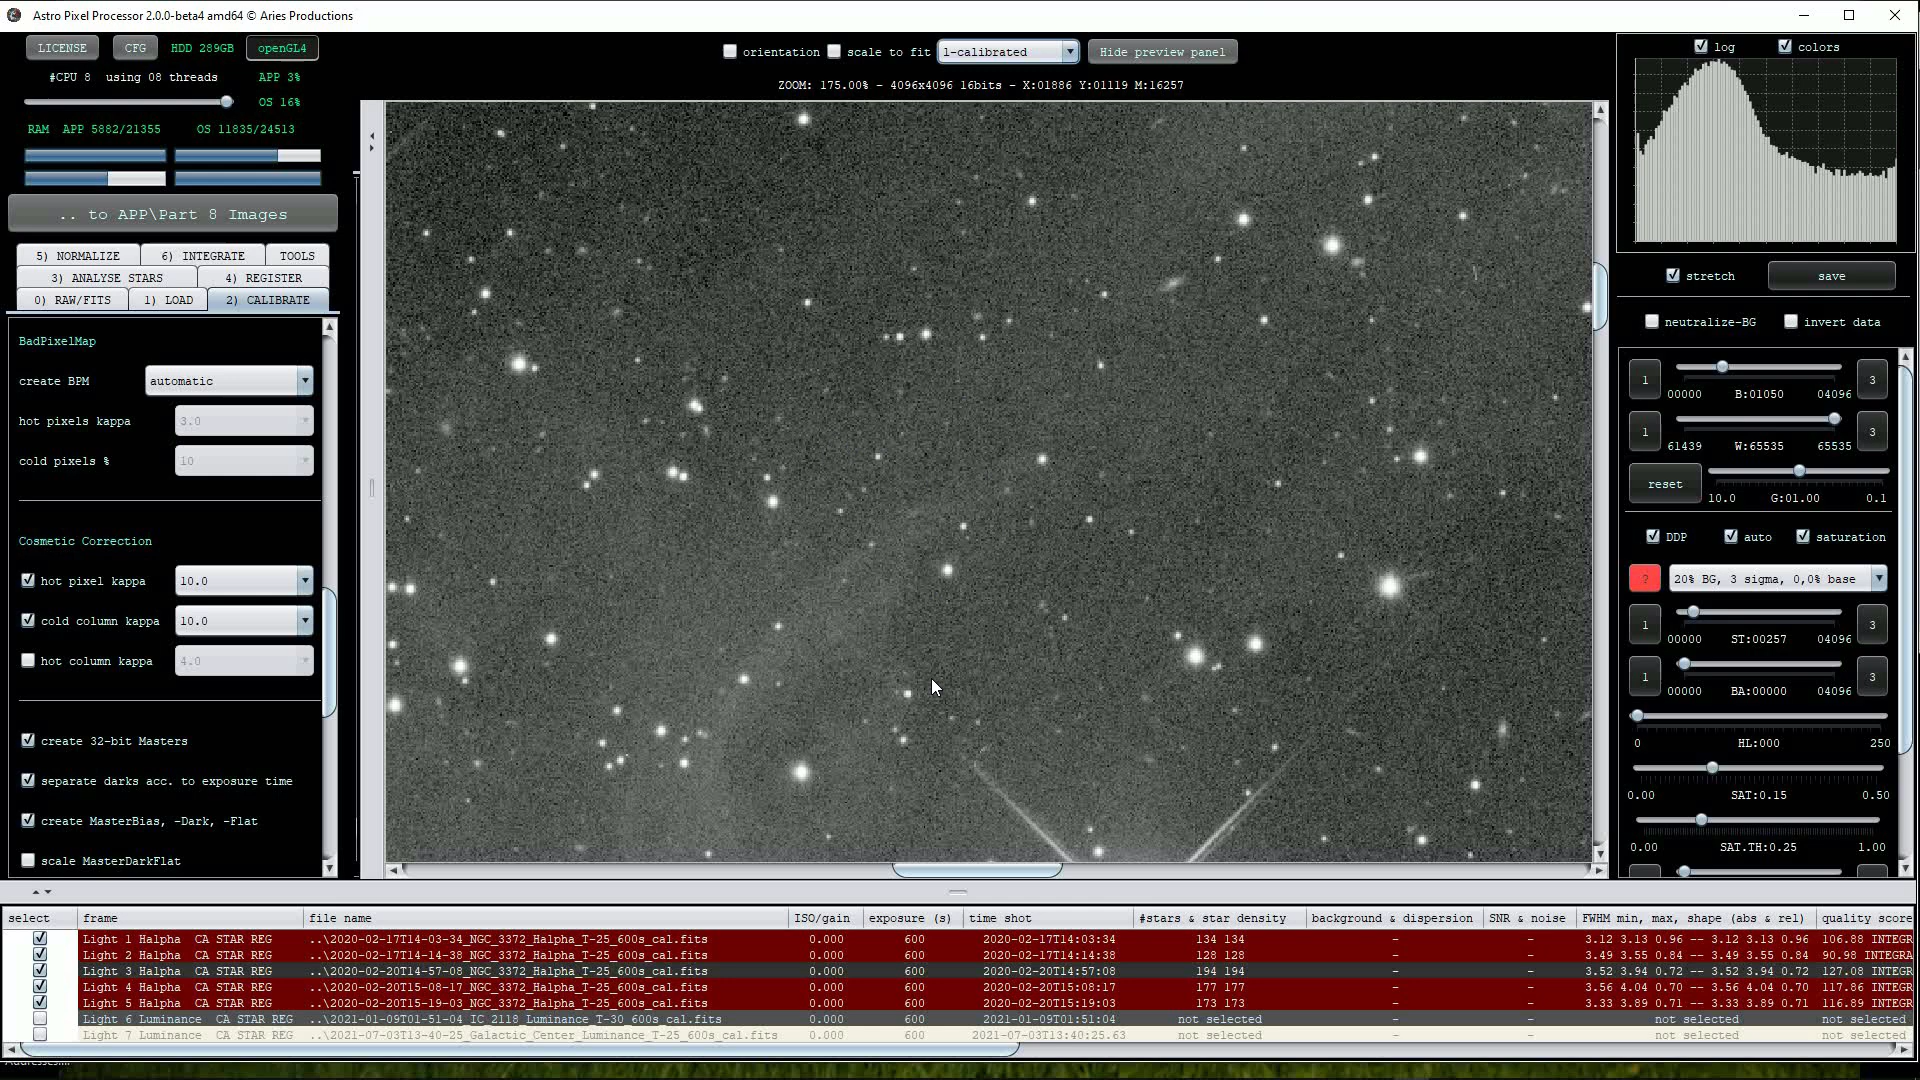 Astro Pixel Processor 2.0.0-beta4 amd64 © Aries Productions
LICENSE CFG HDD 289GB openGL4
#CPU 8 using 08 threads APP 3%
OS 16%
RAM APP 5882/21355 OS 11835/24513
.. to APP\Part 8 Images
5) NORMALIZE 6) INTEGRATE TOOLS
3) ANALYSE STARS 4) REGISTER
0) RAW/FITS 1) LOAD 2) CALIBRATE
BadPixelMap
create BPM automatic
hot pixels kappa 3.0
cold pixels % 10
Cosmetic Correction
hot pixel kappa 10.0
cold column kappa 10.0
hot column kappa 4.0
create 32-bit Masters
separate darks acc. to exposure time
create MasterBias, -Dark, -Flat
scale MasterDarkFlat
orientation scale to fit l-calibrated Hide preview panel
ZOOM: 175.00% - 4096x4096 16bits - X:01886 Y:01119 M:16257
log colors
stretch save
neutralize-BG invert data
1 3
00000 B:01050 04096
1 3
61439 W:65535 65535
reset 10.0 G:01.00 0.1
DDP auto saturation
? 20% BG, 3 sigma, 0,0% base
1 3
00000 ST:00257 04096
1 3
00000 BA:00000 04096
0 HL:000 250
0.00 SAT:0.15 0.50
0.00 SAT.TH:0.25 1.00
select frame file name ISO/gain exposure (s) time shot #stars & star density background & dispersion SNR & noise FWHM min, max, shape (abs & rel) quality score
Light 1 Halpha CA STAR REG ..\2020-02-17T14-03-34_NGC_3372_Halpha_T-25_600s_cal.fits 0.000 600 2020-02-17T14:03:34 134 134 - - 3.12 3.13 0.96 -- 3.12 3.13 0.96 106.88 INTEGR
Light 2 Halpha CA STAR REG ..\2020-02-17T14-14-38_NGC_3372_Halpha_T-25_600s_cal.fits 0.000 600 2020-02-17T14:14:38 128 128 - - 3.49 3.55 0.84 -- 3.49 3.55 0.84 90.98 INTEGRA
Light 3 Halpha CA STAR REG ..\2020-02-20T14-57-08_NGC_3372_Halpha_T-25_600s_cal.fits 0.000 600 2020-02-20T14:57:08 194 194 - - 3.52 3.94 0.72 -- 3.52 3.94 0.72 127.08 INTEGR
Light 4 Halpha CA STAR REG ..\2020-02-20T15-08-17_NGC_3372_Halpha_T-25_600s_cal.fits 0.000 600 2020-02-20T15:08:17 177 177 - - 3.56 4.04 0.70 -- 3.56 4.04 0.70 117.86 INTEGR
Light 5 Halpha CA STAR REG ..\2020-02-20T15-19-03_NGC_3372_Halpha_T-25_600s_cal.fits 0.000 600 2020-02-20T15:19:03 173 173 - - 3.33 3.89 0.71 -- 3.33 3.89 0.71 116.89 INTEGR
Light 6 Luminance CA STAR REG ..\2021-01-09T01-51-04_IC_2118_Luminance_T-30_600s_cal.fits 0.000 600 2021-01-09T01:51:04 not selected - - not selected not selected
Light 7 Luminance CA STAR REG ..\2021-07-03T13-40-25_Galactic_Center_Luminance_T-25_600s_cal.fits 0.000 600 2021-07-03T13:40:25.63 not selected - - not selected not selected